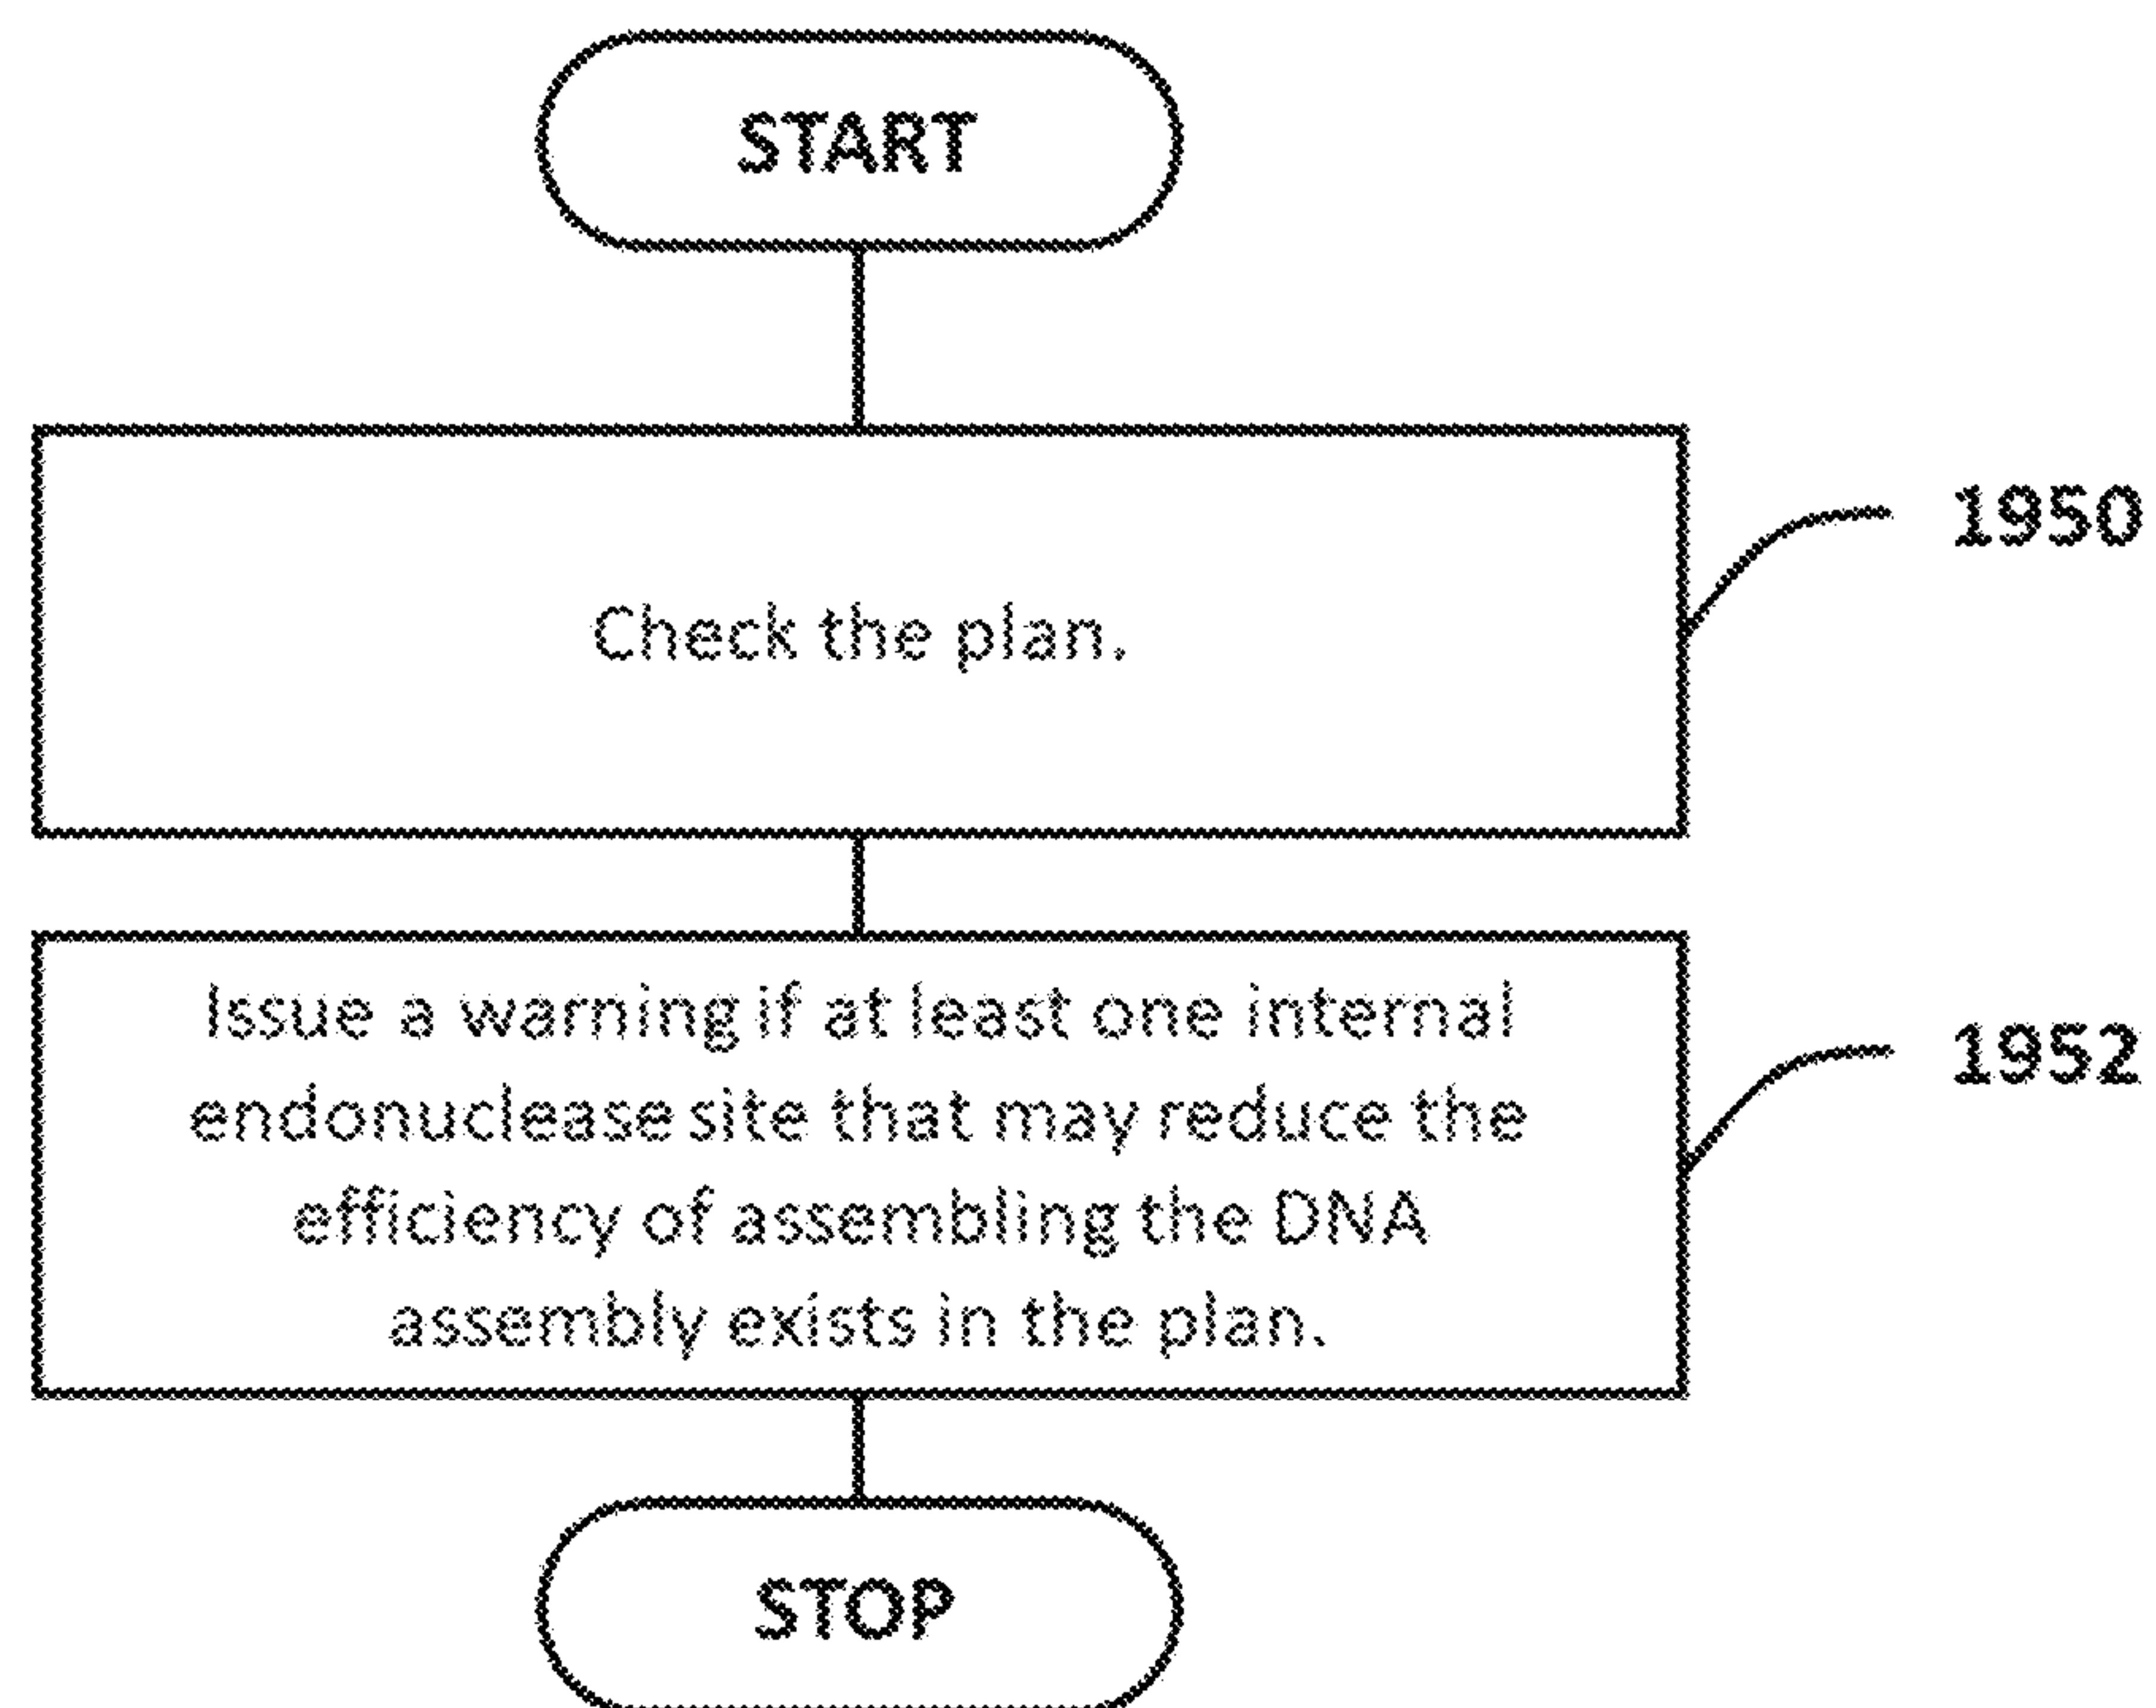 START
Check the plan.
1950
Issue a warning if at least one internal
endonuclease site that may reduce the
efficiency of assembling the DNA
assembly exists in the plan.
1952
STOP